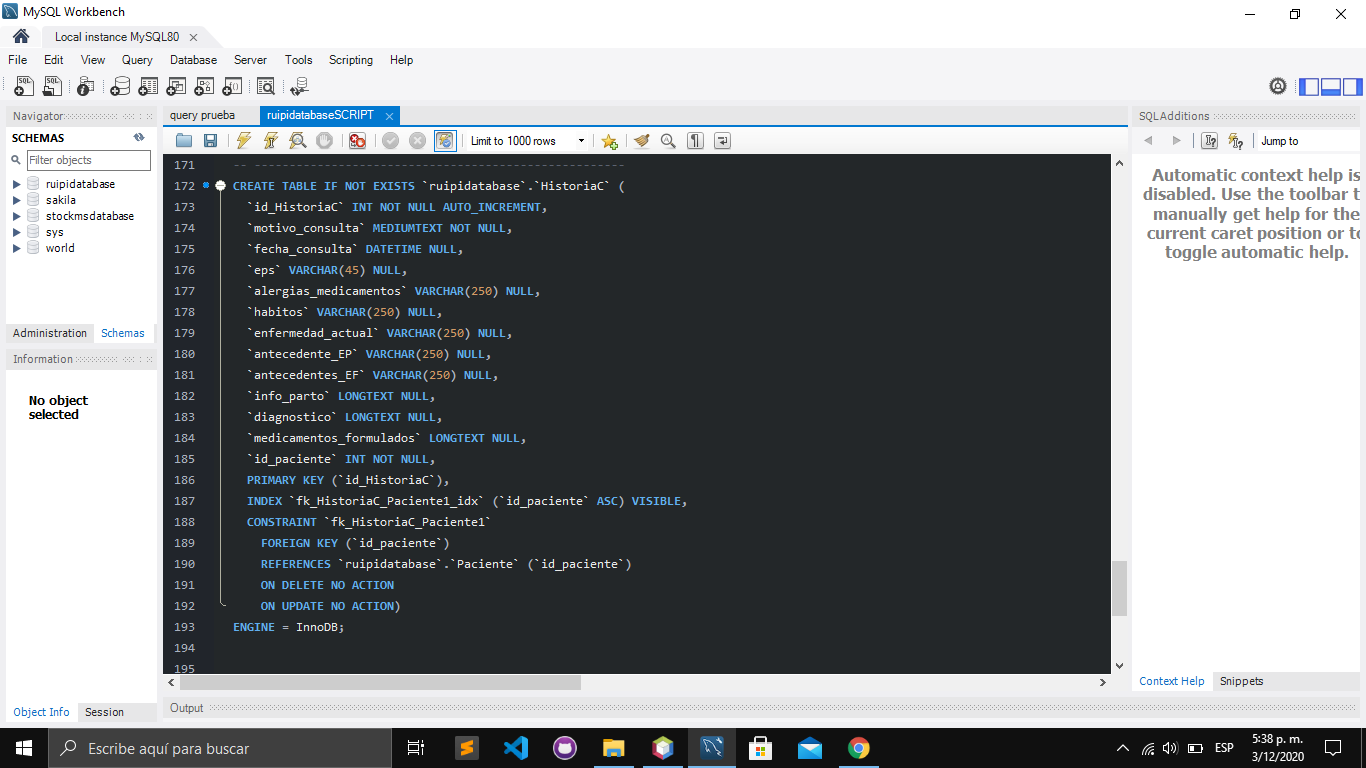 MySQL Workbench
Local instance MySQL80
File Edit View Query Database Server Tools Scripting Help
Navigator
SCHEMAS
Filter objects
ruipidatabase
sakila
stockmsdatabase
sys
world
Administration Schemas
Information
No object
selected
Object Info Session
query prueba ruipidatabaseSCRIPT
Limit to 1000 rows
171 -- -----------------------------------------------------
172 CREATE TABLE IF NOT EXISTS `ruipidatabase`.`HistoriaC` (
173 `id_HistoriaC` INT NOT NULL AUTO_INCREMENT,
174 `motivo_consulta` MEDIUMTEXT NOT NULL,
175 `fecha_consulta` DATETIME NULL,
176 `eps` VARCHAR(45) NULL,
177 `alergias_medicamentos` VARCHAR(250) NULL,
178 `habitos` VARCHAR(250) NULL,
179 `enfermedad_actual` VARCHAR(250) NULL,
180 `antecedente_EP` VARCHAR(250) NULL,
181 `antecedentes_EF` VARCHAR(250) NULL,
182 `info_parto` LONGTEXT NULL,
183 `diagnostico` LONGTEXT NULL,
184 `medicamentos_formulados` LONGTEXT NULL,
185 `id_paciente` INT NOT NULL,
186 PRIMARY KEY (`id_HistoriaC`),
187 INDEX `fk_HistoriaC_Paciente1_idx` (`id_paciente` ASC) VISIBLE,
188 CONSTRAINT `fk_HistoriaC_Paciente1`
189 FOREIGN KEY (`id_paciente`)
190 REFERENCES `ruipidatabase`.`Paciente` (`id_paciente`)
191 ON DELETE NO ACTION
192 ON UPDATE NO ACTION)
193 ENGINE = InnoDB;
194
195
Output
SQLAdditions
Jump to
Automatic context help is
disabled. Use the toolbar t
manually get help for the
current caret position or to
toggle automatic help.
Context Help Snippets
Escribe aquí para buscar
ESP
5:38 p. m.
3/12/2020